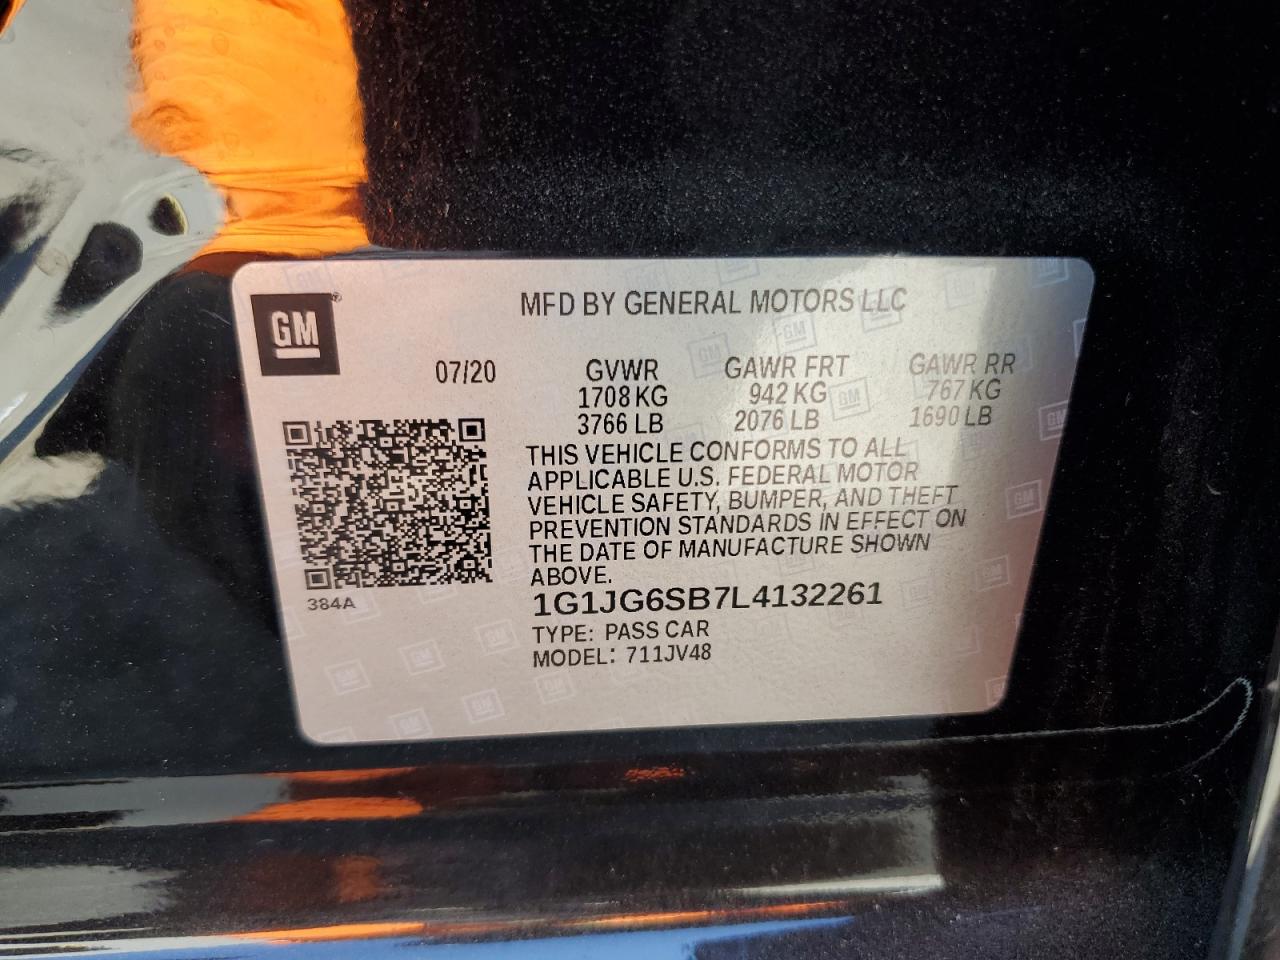 MFD BY GENERAL MOTORS LLC
GM®
07/20 GVWR GAWR FRT GAWR RR
1708 KG 942 KG 767 KG
3766 LB 2076 LB 1690 LB
THIS VEHICLE CONFORMS TO ALL
APPLICABLE U.S. FEDERAL MOTOR
VEHICLE SAFETY, BUMPER, AND THEFT
PREVENTION STANDARDS IN EFFECT ON
THE DATE OF MANUFACTURE SHOWN
ABOVE.
384A
1G1JG6SB7L4132261
TYPE: PASS CAR
MODEL: 711JV48